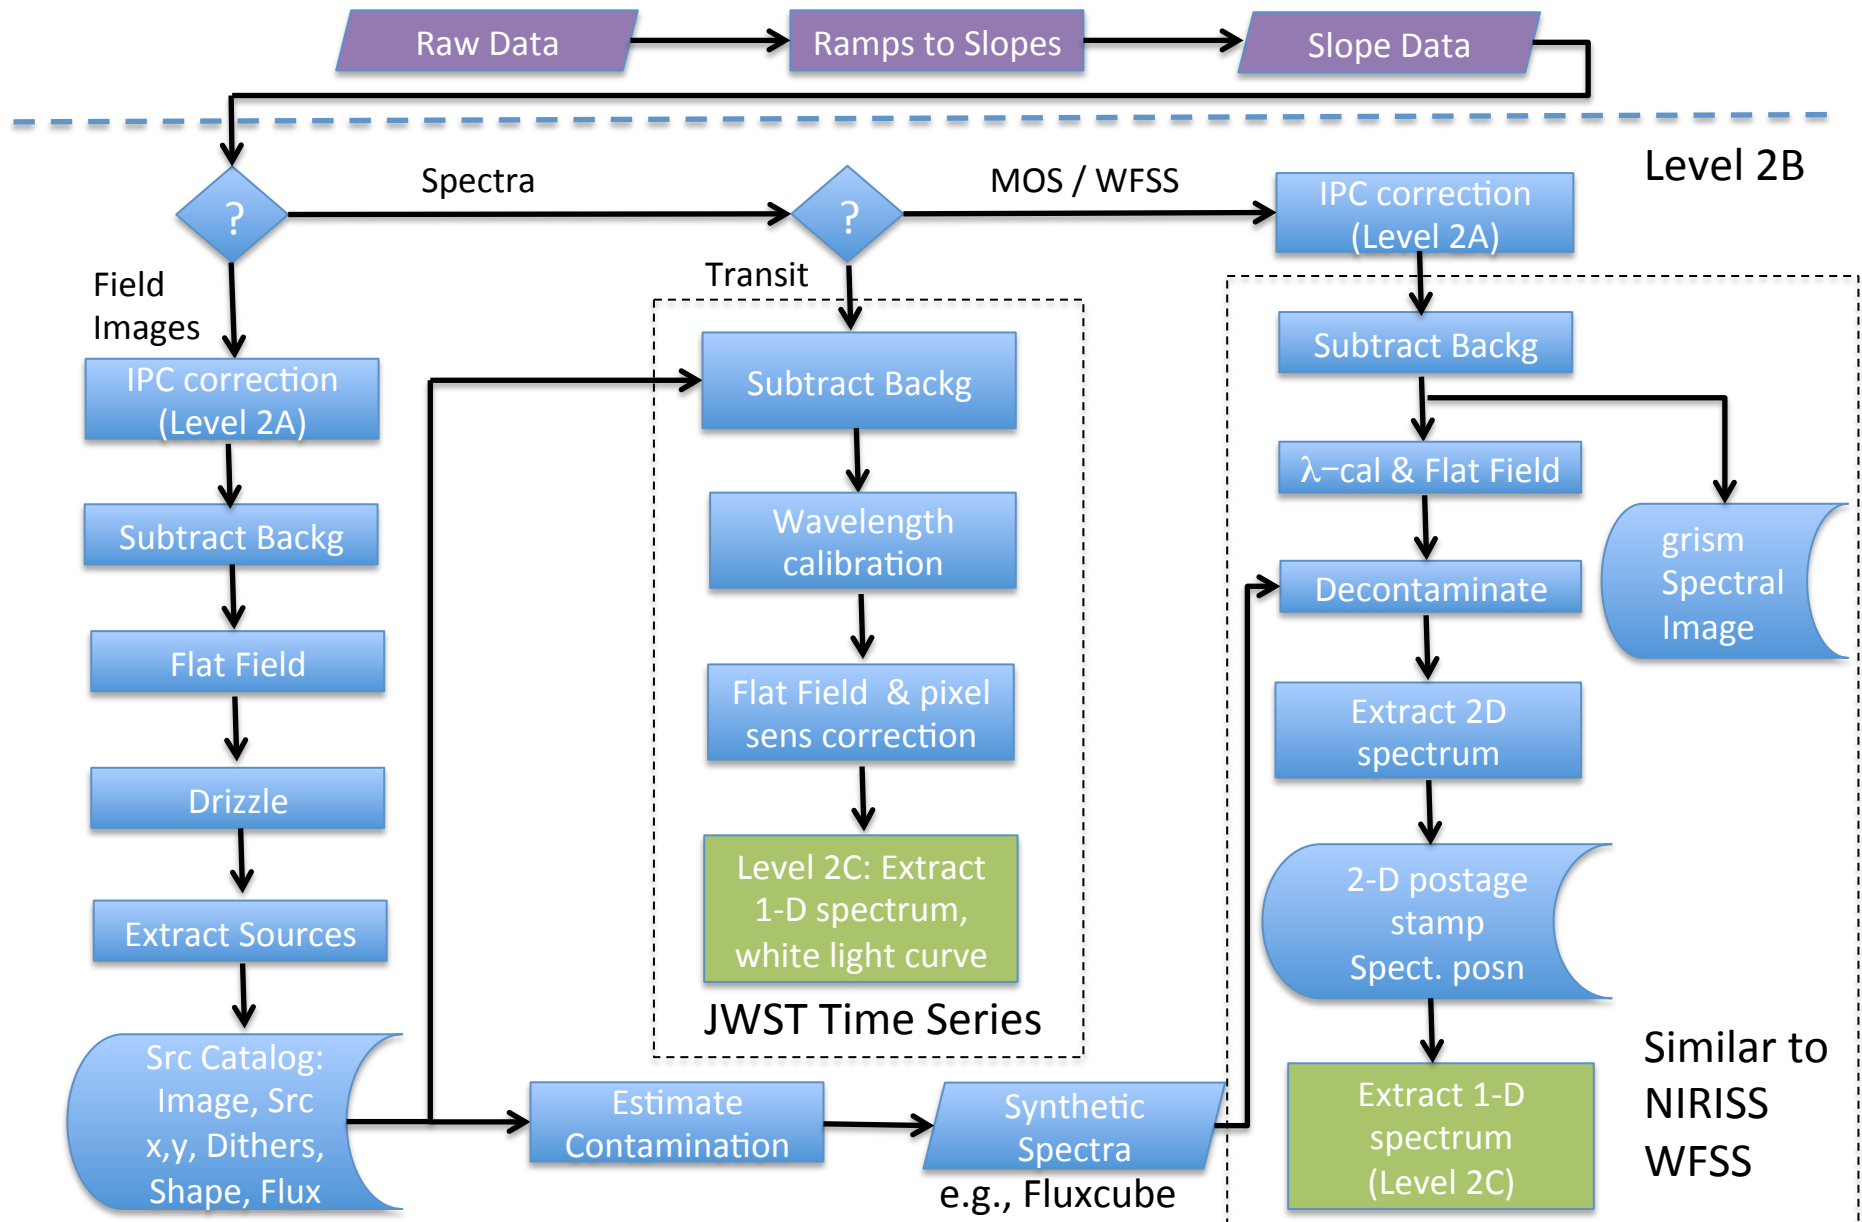 Raw Data
Ramps to Slopes
Slope Data
Level 2B
?
Spectra
?
MOS / WFSS
IPC correction
(Level 2A)
Field
Images
IPC correction
(Level 2A)
Subtract Backg
Flat Field
Drizzle
Extract Sources
Src Catalog:
Image, Src
x,y, Dithers,
Shape, Flux
Transit
Subtract Backg
Wavelength
calibration
Flat Field & pixel
sens correction
Level 2C: Extract
1-D spectrum,
white light curve
JWST Time Series
Estimate
Contamination
Synthetic
Spectra
e.g., Fluxcube
Subtract Backg
λ-cal & Flat Field
grism
Spectral
Image
Decontaminate
Extract 2D
spectrum
2-D postage
stamp
Spect. posn
Extract 1-D
spectrum
(Level 2C)
Similar to
NIRISS
WFSS